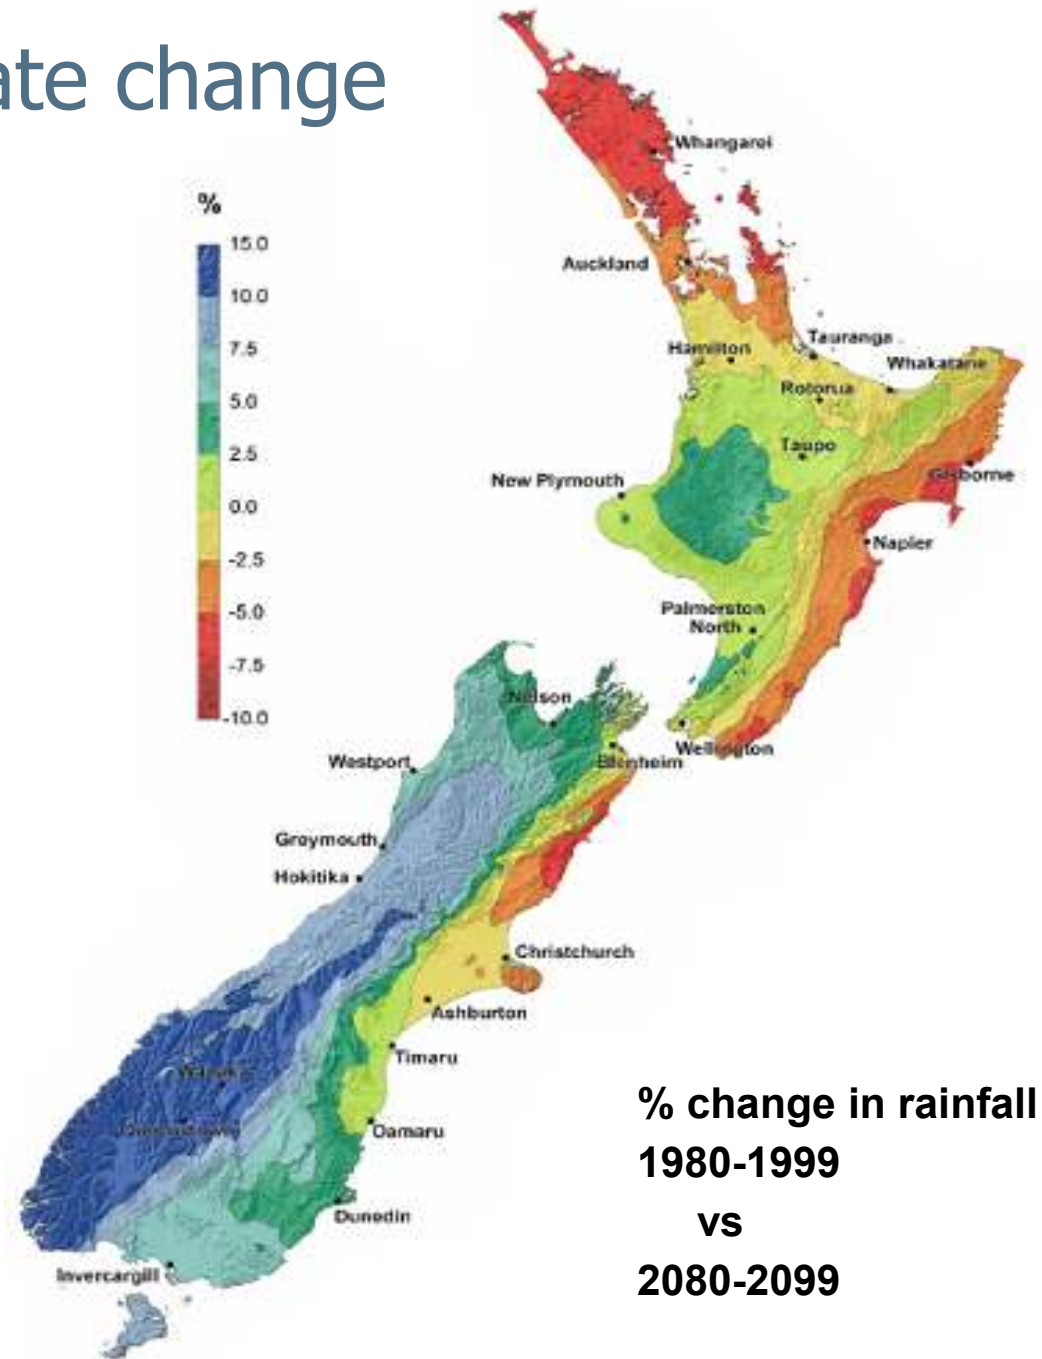 ate change
%
15.0
10.0
7.5
5.0
2.5
0.0
-2.5
-5.0
-7.5
-10.0
Whangarei
Auckland
Hamilton
Tauranga
Whakatane
Rotorua
Taupo
Gisborne
New Plymouth
Napier
Palmerston
North
Nelson
Wellington
Blenheim
Westport
Greymouth
Hokitika
Christchurch
Ashburton
Timaru
Wanaka
Queenstown
Oamaru
Dunedin
Invercargill
% change in rainfall
1980-1999
vs
2080-2099